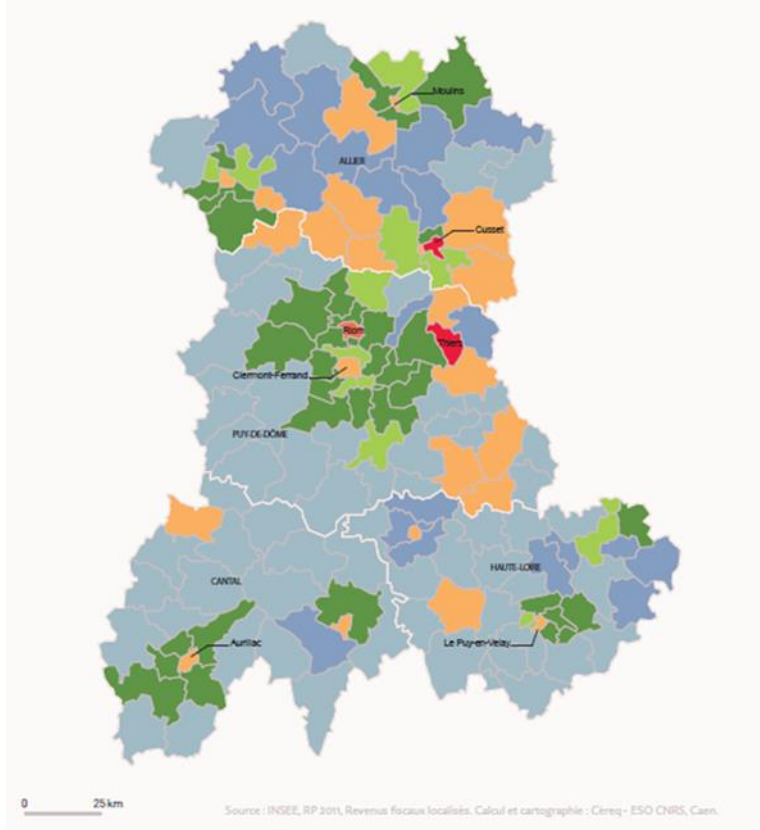 Moulins
ALLIER
Cusset
Riom
Thiers
Clermont-Ferrand
PUY-DE-DÔME
HAUTE-LOIRE
CANTAL
Aurillac
Le Puy-en-Velay
0 25 km
Source : INSEE, RP 2011, Revenus fiscaux localisés. Calcul et cartographie : Céreq - ESO CNRS, Caen.